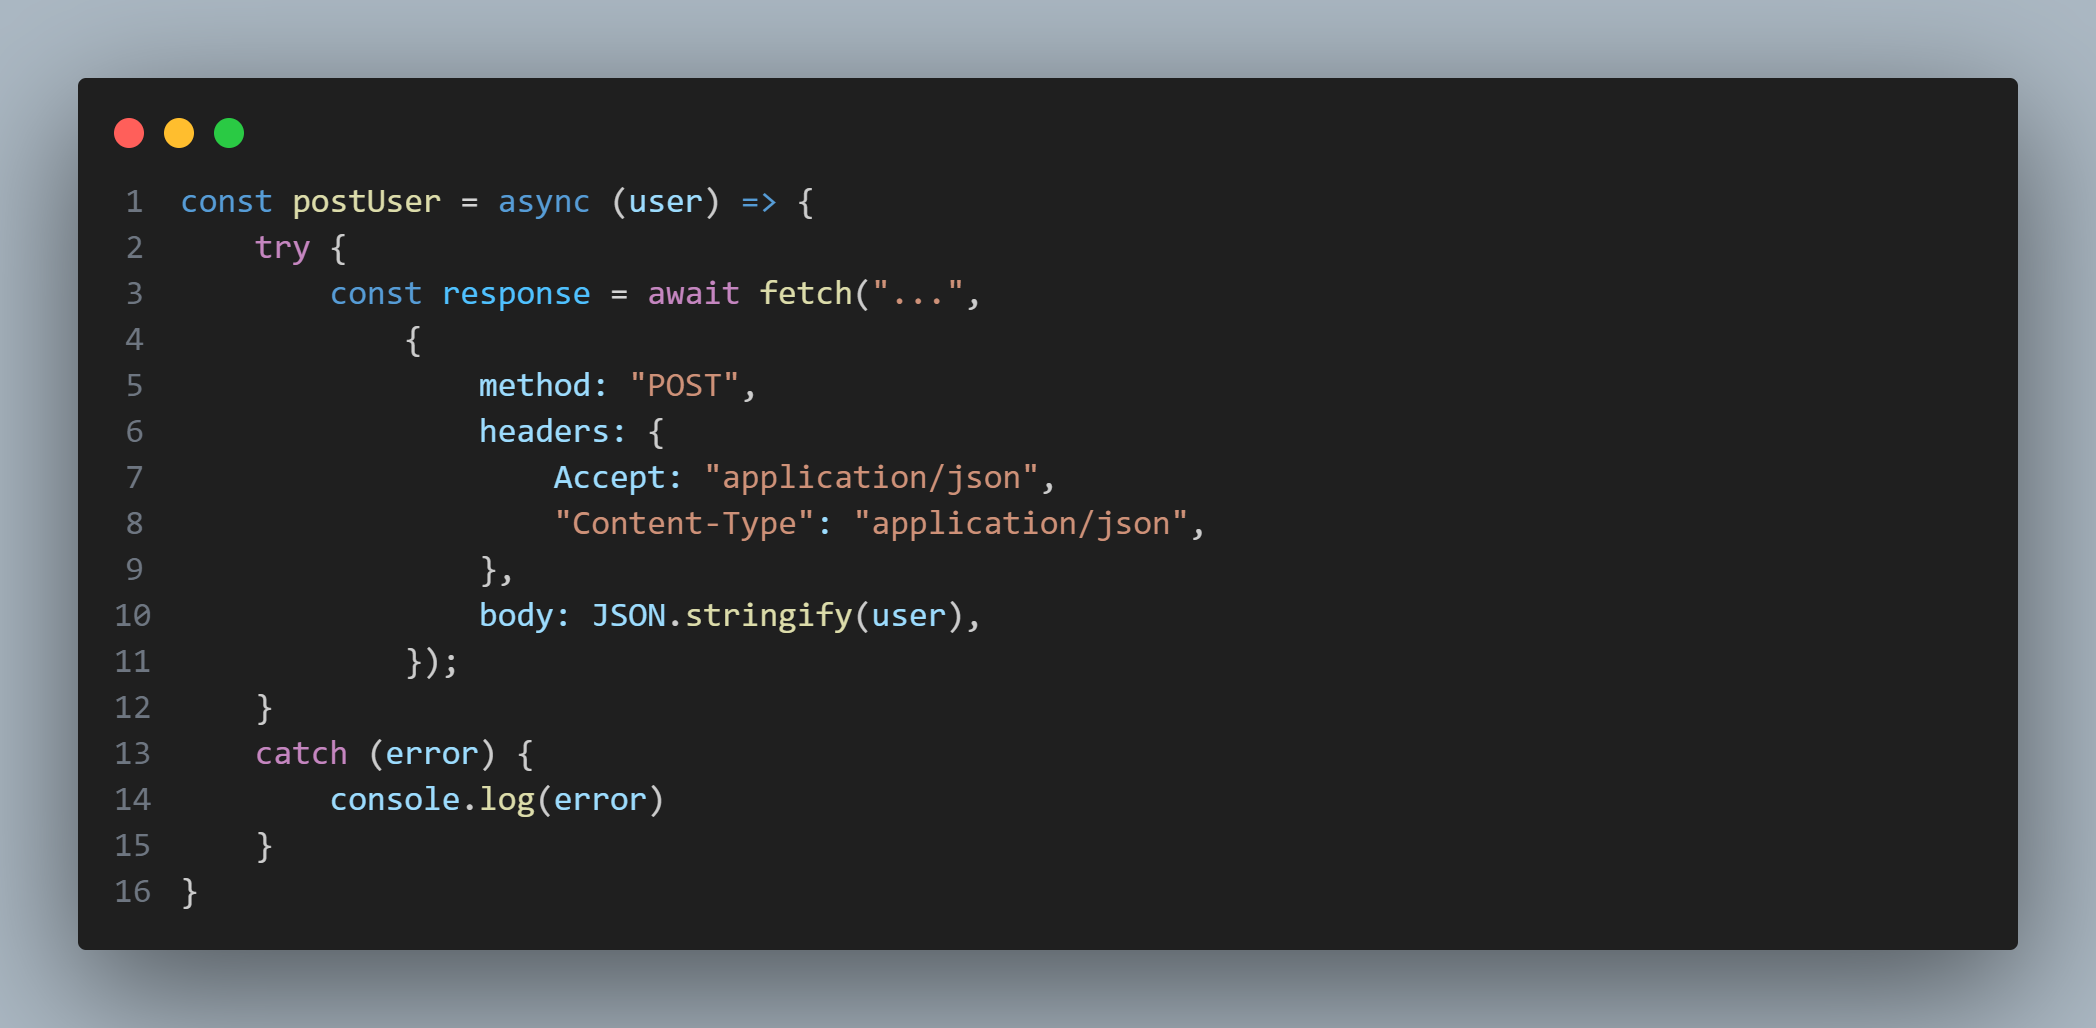 1 const postUser = async (user) => {
2     try {
3         const response = await fetch("...",
4             {
5                 method: "POST",
6                 headers: {
7                     Accept: "application/json",
8                     "Content-Type": "application/json",
9                 },
10                 body: JSON.stringify(user),
11             });
12     }
13     catch (error) {
14         console.log(error)
15     }
16 }